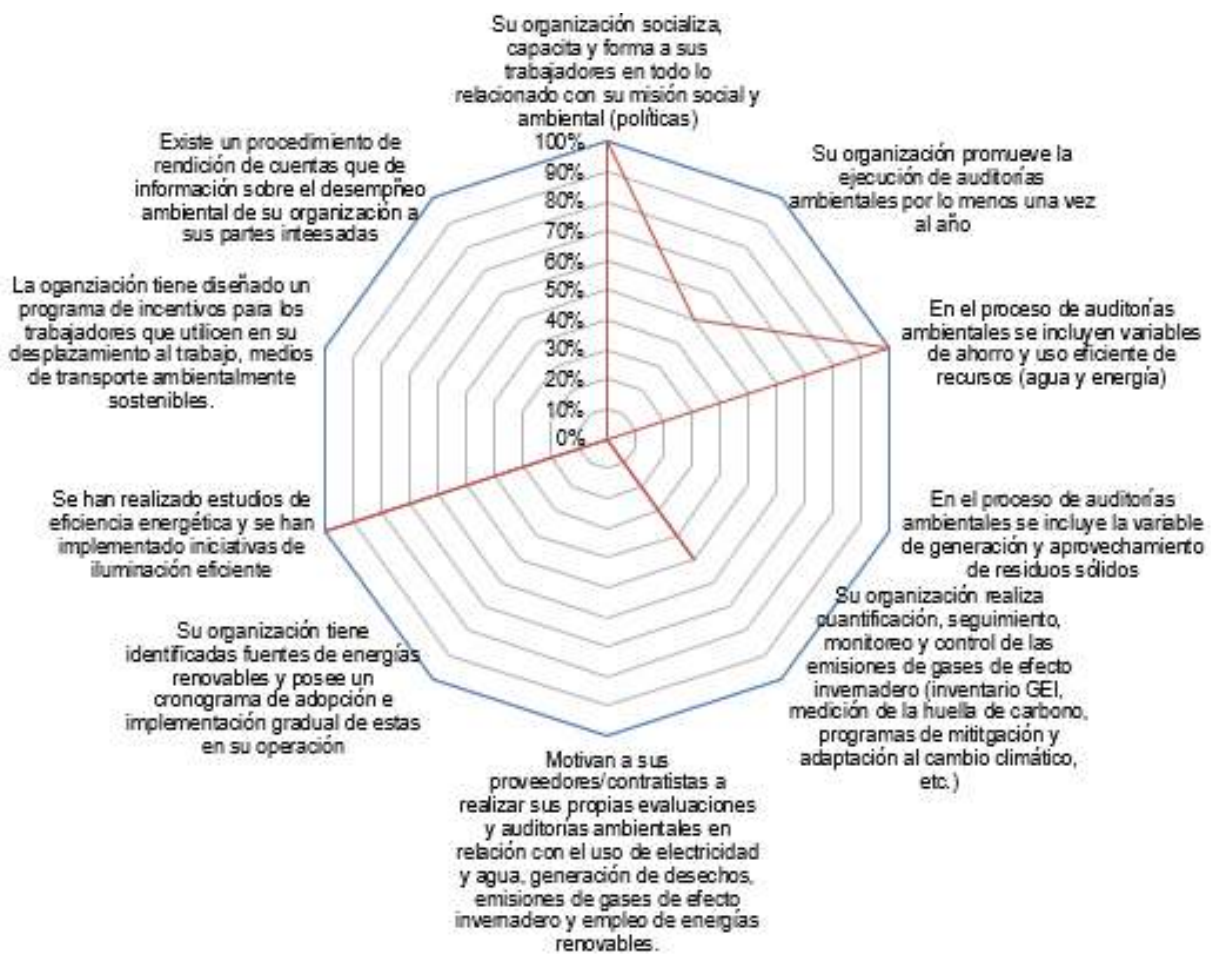 Su organización socializa,
capacita y forma a sus
trabajadores en todo lo
relacionado con su misión social y
ambiental (políticas)
Su organización promueve la
ejecución de auditorías
ambientales por lo menos una vez
al año
En el proceso de auditorías
ambientales se incluyen variables
de ahorro y uso eficiente de
recursos (agua y energía)
En el proceso de auditorías
ambientales se incluye la variable
de generación y aprovechamiento
de residuos sólidos
Su organización realiza
cuantificación, seguimiento,
monitoreo y control de las
emisiones de gases de efecto
invernadero (inventario GEI,
medición de la huella de carbono,
programas de mititgación y
adaptación al cambio climático,
etc.)
Motivan a sus
proveedores/contratistas a
realizar sus propias evaluaciones
y auditorías ambientales en
relación con el uso de electricidad
y agua, generación de desechos,
emisiones de gases de efecto
invernadero y empleo de energías
renovables.
Su organización tiene
identificadas fuentes de energías
renovables y posee un
cronograma de adopción e
implementación gradual de estas
en su operación
Se han realizado estudios de
eficiencia energética y se han
implementado iniciativas de
iluminación eficiente
La oganziación tiene diseñado un
programa de incentivos para los
trabajadores que utilicen en su
desplazamiento al trabajo, medios
de transporte ambientalmente
sostenibles.
Existe un procedimiento de
rendición de cuentas que de
información sobre el desempñeo
ambiental de su organización a
sus partes inteesadas
100%
90%
80%
70%
60%
50%
40%
30%
20%
10%
0%